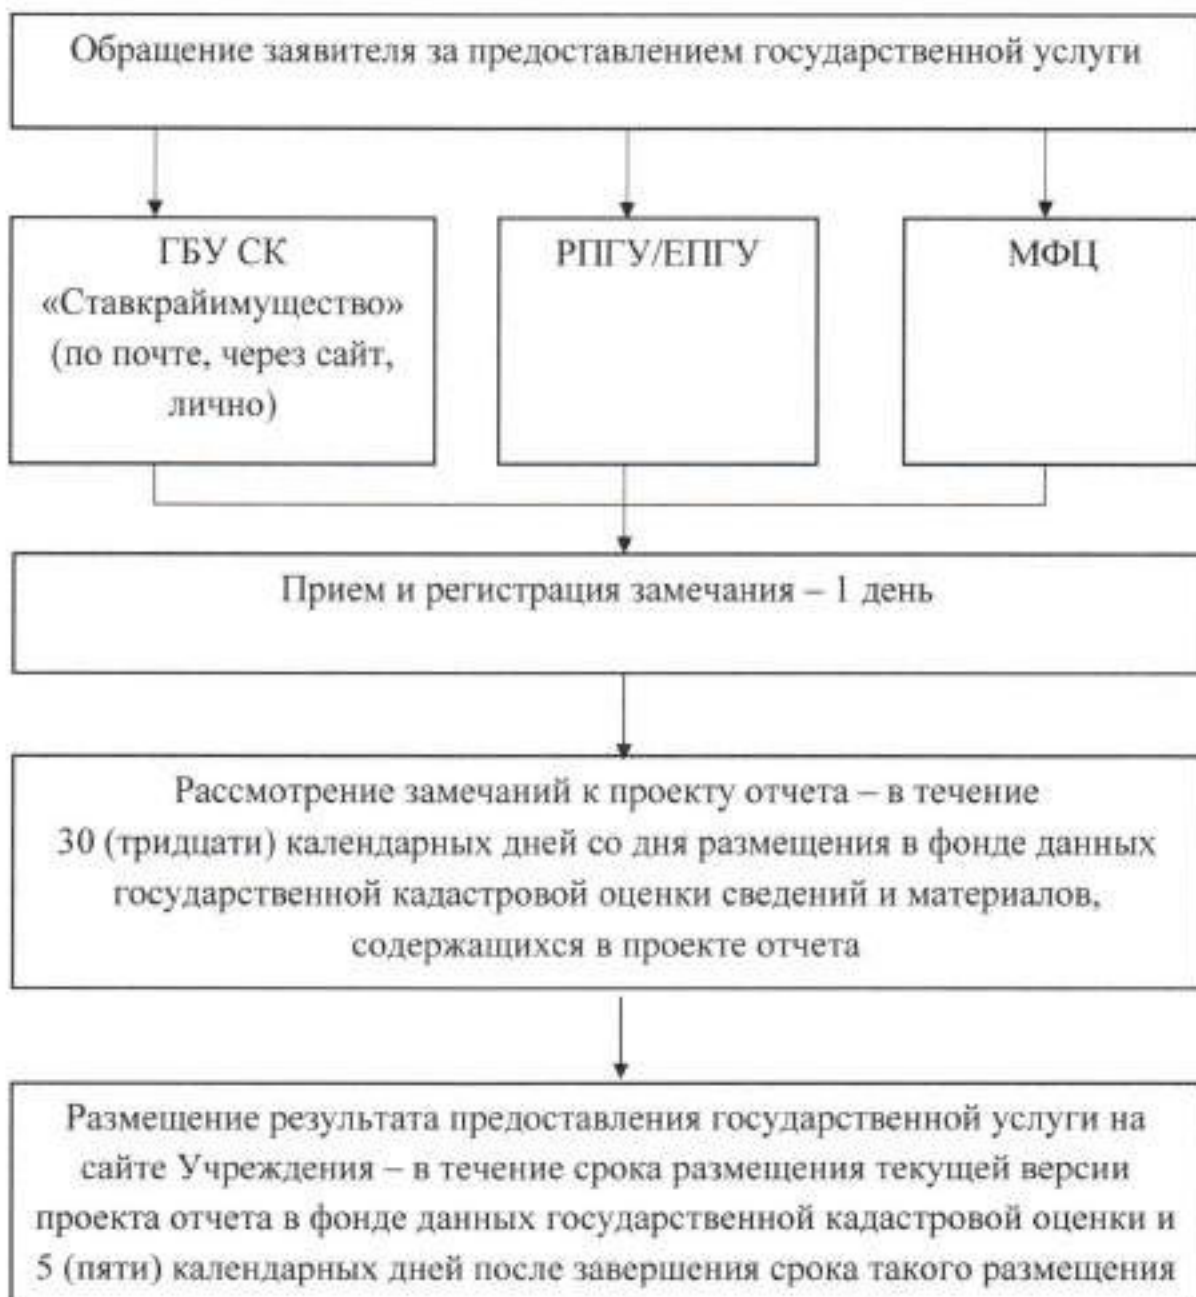 Обращение заявителя за предоставлением государственной услуги
ГБУ СК
«Ставкрайимущество»
(по почте, через сайт,
лично)
РПГУ/ЕПГУ
МФЦ
Прием и регистрация замечания – 1 день
Рассмотрение замечаний к проекту отчета – в течение
30 (тридцати) календарных дней со дня размещения в фонде данных
государственной кадастровой оценки сведений и материалов,
содержащихся в проекте отчета
Размещение результата предоставления государственной услуги на
сайте Учреждения – в течение срока размещения текущей версии
проекта отчета в фонде данных государственной кадастровой оценки и
5 (пяти) календарных дней после завершения срока такого размещения